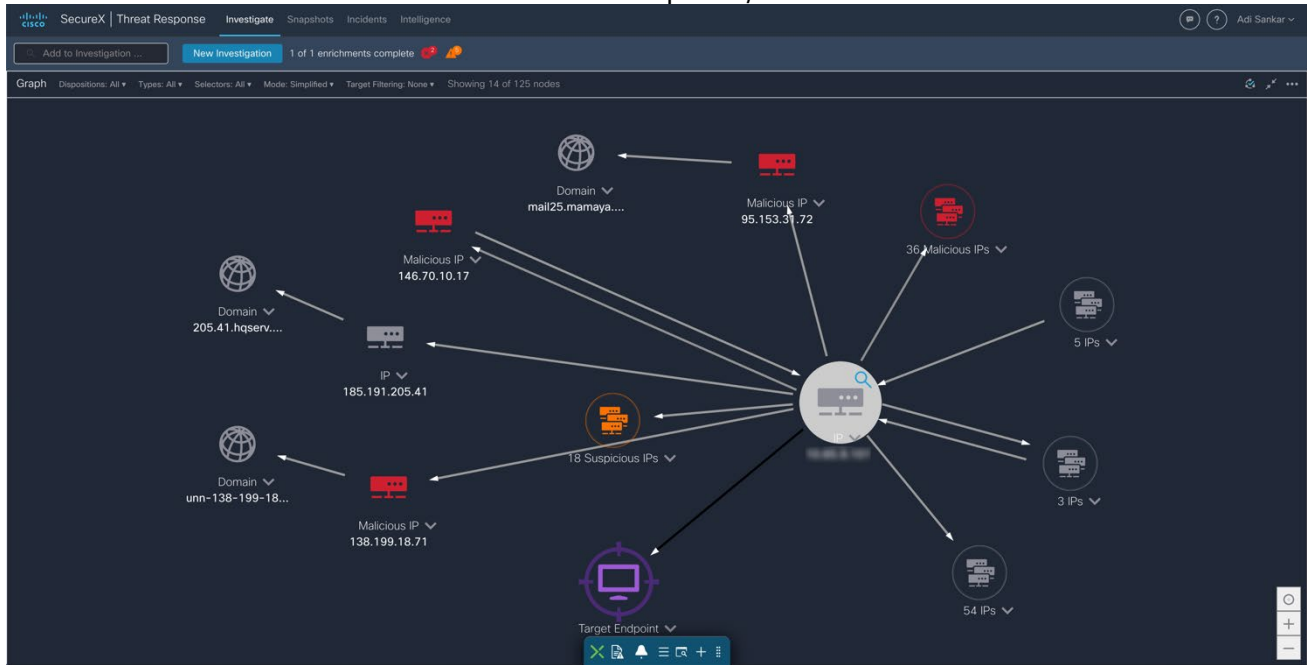 cisco SecureX | Threat Response Investigate Snapshots Incidents Intelligence ? Adi Sankar
Add to Investigation ... New Investigation 1 of 1 enrichments complete
Graph Dispositions: All Types: All Selectors: All Mode: Simplified Target Filtering: None Showing 14 of 125 nodes
Domain
mail25.mamaya....
Malicious IP
95.153.31.72
36 Malicious IPs
Malicious IP
146.70.10.17
Domain
205.41.hqserv....
5 IPs
IP
185.191.205.41
IP
18 Suspicious IPs
Domain
unn-138-199-18...
3 IPs
Malicious IP
138.199.18.71
54 IPs
Target Endpoint